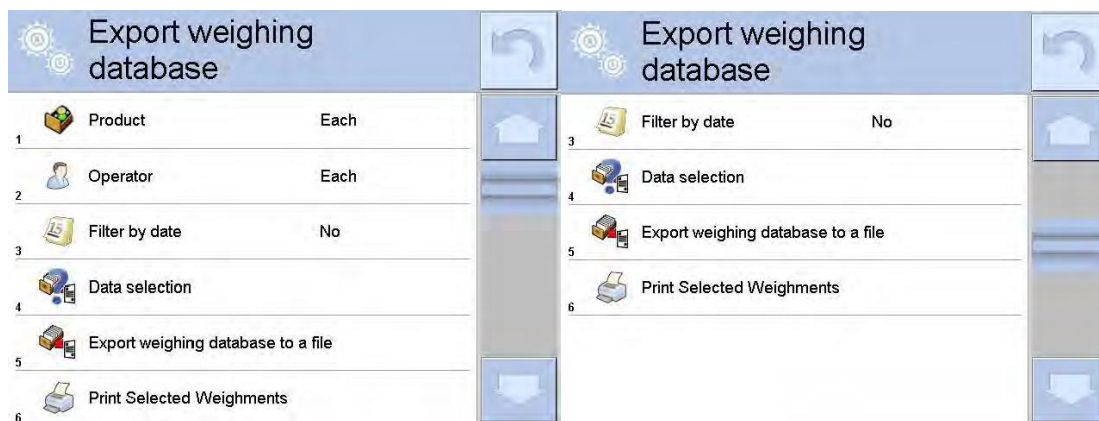 Export weighing
database
1 Product Each
2 Operator Each
15
3 Filter by date No
4 Data selection
5 Export weighing database to a file
6 Print Selected Weighments
Export weighing
database
15
3 Filter by date No
4 Data selection
5 Export weighing database to a file
6 Print Selected Weighments